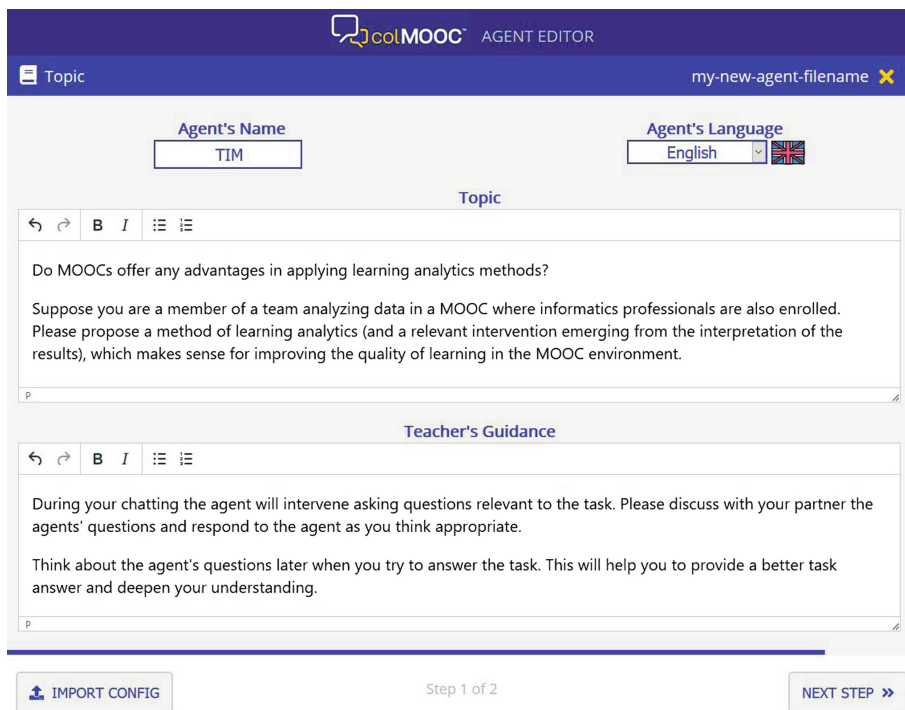 colMOOC™ AGENT EDITOR
Topic my-new-agent-filename
Agent's Name Agent's Language
TIM English
Topic
B I
Do MOOCs offer any advantages in applying learning analytics methods?
Suppose you are a member of a team analyzing data in a MOOC where informatics professionals are also enrolled.
Please propose a method of learning analytics (and a relevant intervention emerging from the interpretation of the
results), which makes sense for improving the quality of learning in the MOOC environment.
P
Teacher's Guidance
B I
During your chatting the agent will intervene asking questions relevant to the task. Please discuss with your partner the
agents' questions and respond to the agent as you think appropriate.
Think about the agent's questions later when you try to answer the task. This will help you to provide a better task
answer and deepen your understanding.
P
IMPORT CONFIG Step 1 of 2 NEXT STEP »